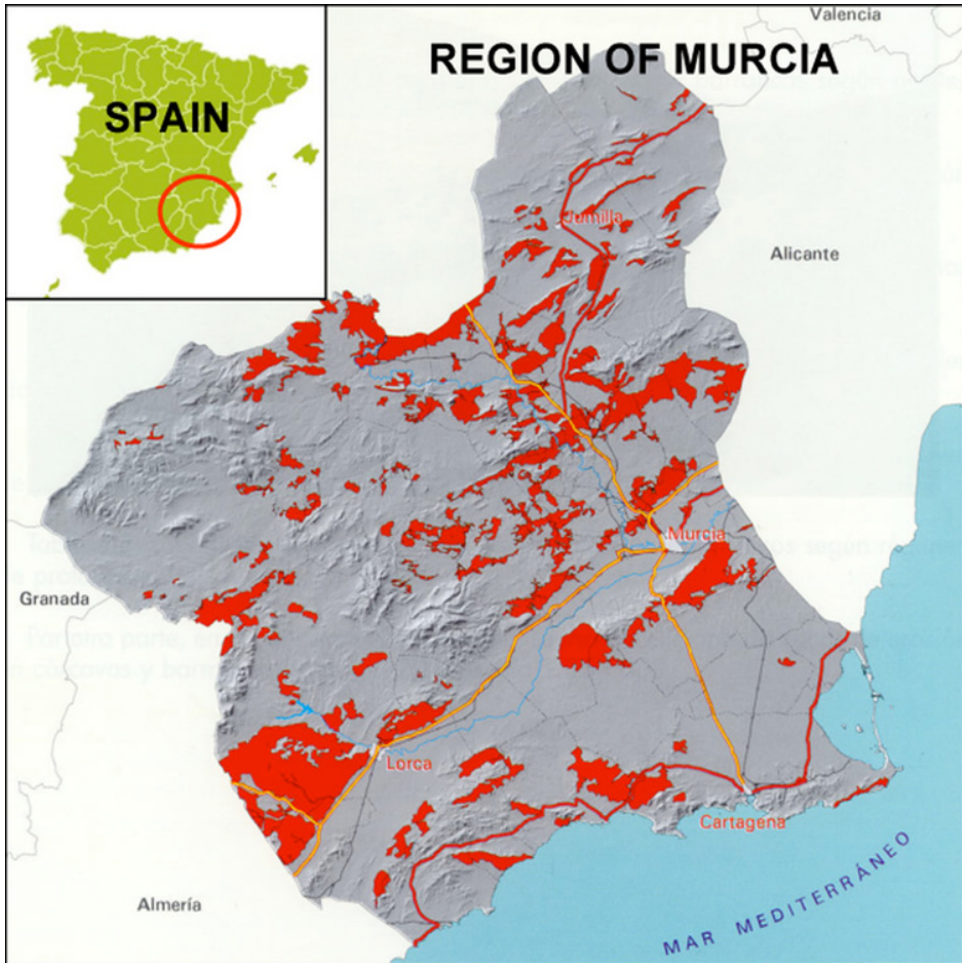 Valencia
REGION OF MURCIA
SPAIN
Jumilla
Alicante
Murcia
Granada
Lorca
Cartagena
Almería
MAR MEDITERRÁNEO